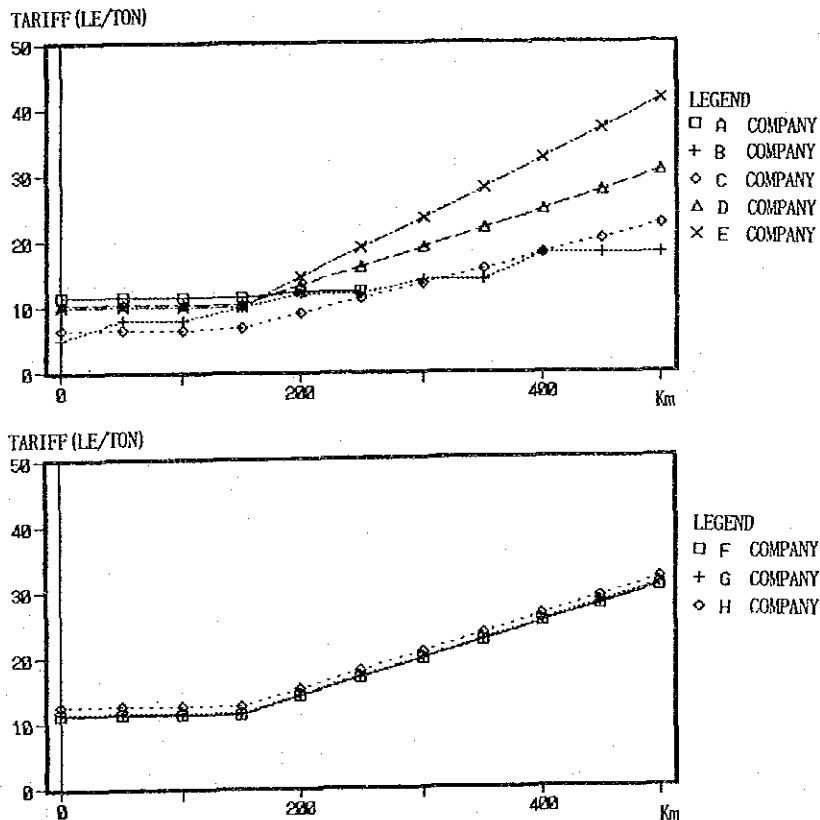 TARIFF(LE/TON)
50
40
30
20
10
0
0
200
400
Km
LEGEND
A COMPANY
B COMPANY
C COMPANY
D COMPANY
E COMPANY
TARIFF(LE/TON)
50
40
30
20
10
0
0
200
400
Km
LEGEND
F COMPANY
G COMPANY
H COMPANY